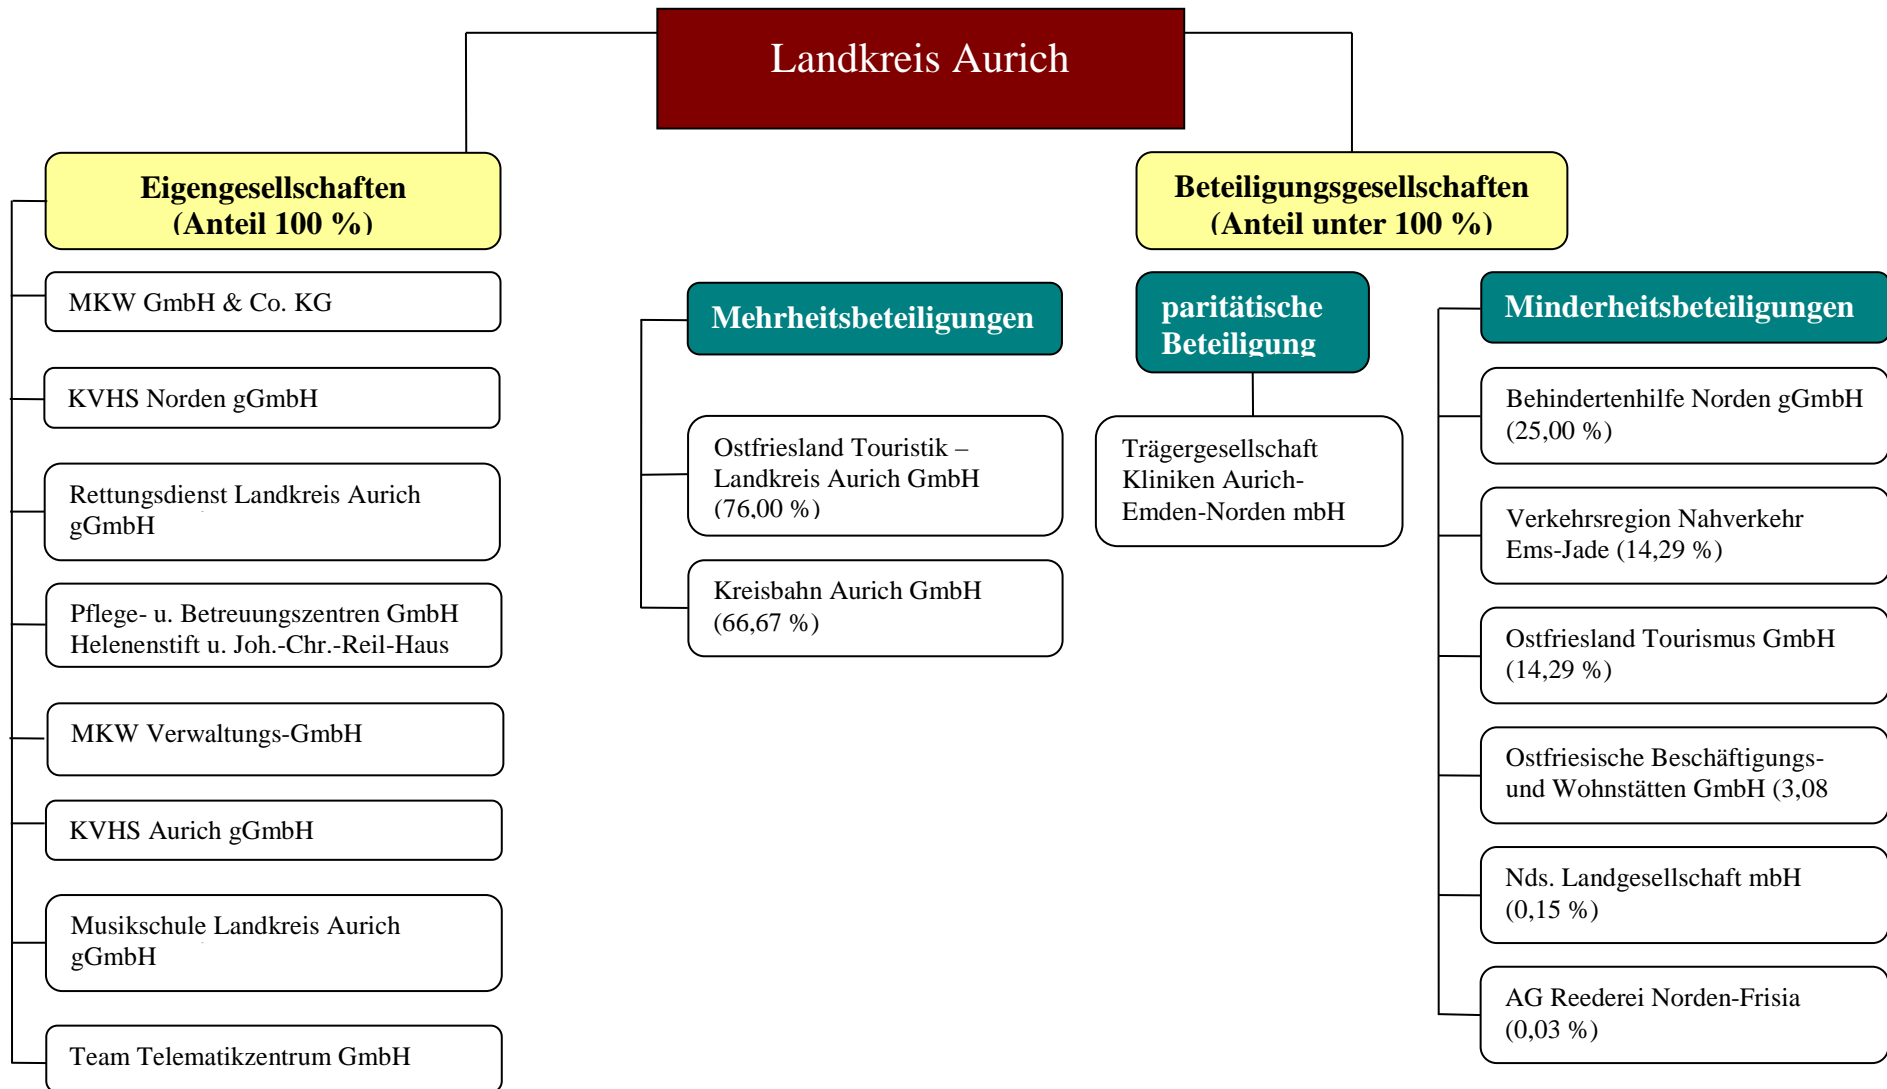 Landkreis Aurich
Eigengesellschaften
(Anteil 100 %)
MKW GmbH & Co. KG
KVHS Norden gGmbH
Rettungsdienst Landkreis Aurich
gGmbH
Pflege- u. Betreuungszentren GmbH
Helenenstift u. Joh.-Chr.-Reil-Haus
MKW Verwaltungs-GmbH
KVHS Aurich gGmbH
Musikschule Landkreis Aurich
gGmbH
Team Telematikzentrum GmbH
Beteiligungsgesellschaften
(Anteil unter 100 %)
Mehrheitsbeteiligungen
Ostfriesland Touristik –
Landkreis Aurich GmbH
(76,00 %)
Kreisbahn Aurich GmbH
(66,67 %)
paritätische
Beteiligung
Trägergesellschaft
Kliniken Aurich-
Emden-Norden mbH
Minderheitsbeteiligungen
Behindertenhilfe Norden gGmbH
(25,00 %)
Verkehrsregion Nahverkehr
Ems-Jade (14,29 %)
Ostfriesland Tourismus GmbH
(14,29 %)
Ostfriesische Beschäftigungs-
und Wohnstätten GmbH (3,08
Nds. Landgesellschaft mbH
(0,15 %)
AG Reederei Norden-Frisia
(0,03 %)